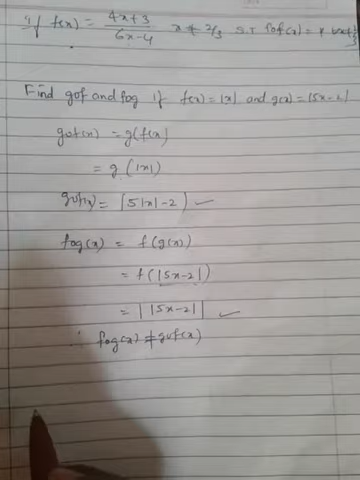 if f(x) = 4x+3 / 6x-4 x ≠ 2/3 S.T fof(x) = x
Find gof and fog if f(x) = |x| and g(x) = |5x-2|
gof(x) = g(f(x)
= g(|x|)
gof(x) = |5|x|-2|
fog(x) = f(g(x))
= f(|5x-2|)
= ||5x-2||
∴ fog(x) ≠ gof(x)